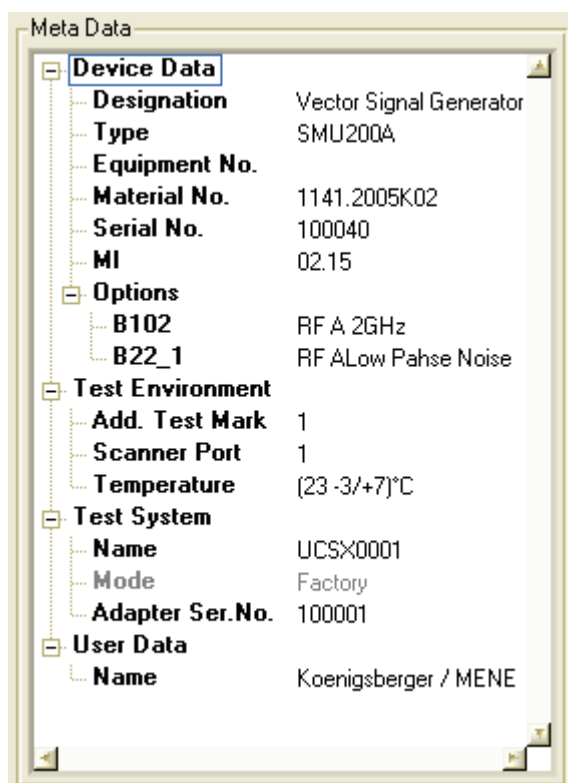 Meta Data
Device Data
Designation Vector Signal Generator
Type SMU200A
Equipment No.
Material No. 1141.2005K02
Serial No. 100040
MI 02.15
Options
B102 RF A 2GHz
B22_1 RF ALow Pahse Noise
Test Environment
Add. Test Mark 1
Scanner Port 1
Temperature (23 -3/+7)°C
Test System
Name UCSX0001
Mode Factory
Adapter Ser.No. 100001
User Data
Name Koenigsberger / MENE